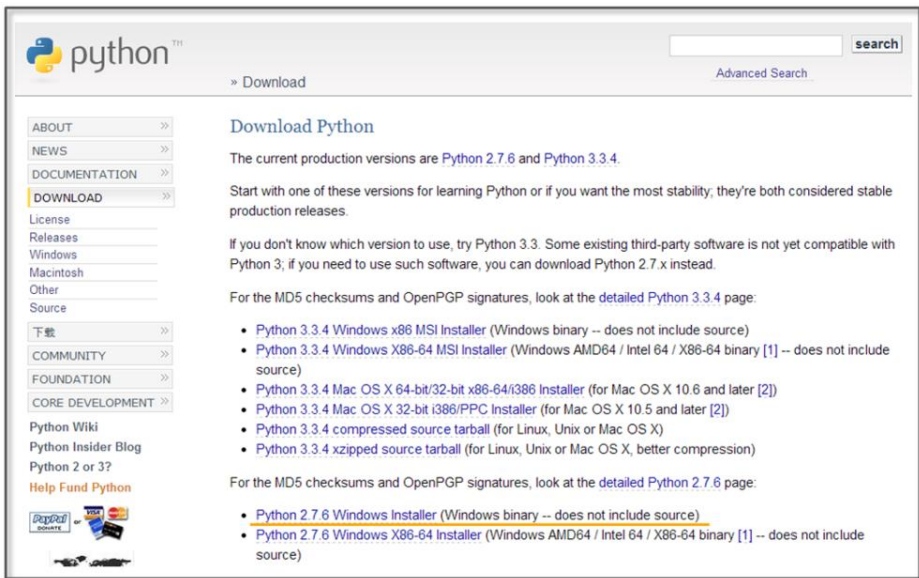 python™
search
» Download
Advanced Search
ABOUT »
NEWS »
DOCUMENTATION »
DOWNLOAD »
License
Releases
Windows
Macintosh
Other
Source
下載 »
COMMUNITY »
FOUNDATION »
CORE DEVELOPMENT »
Python Wiki
Python Insider Blog
Python 2 or 3?
Help Fund Python
PayPal
DONATE
or
VISA
Download Python
The current production versions are Python 2.7.6 and Python 3.3.4.
Start with one of these versions for learning Python or if you want the most stability; they're both considered stable
production releases.
If you don't know which version to use, try Python 3.3. Some existing third-party software is not yet compatible with
Python 3; if you need to use such software, you can download Python 2.7.x instead.
For the MD5 checksums and OpenPGP signatures, look at the detailed Python 3.3.4 page:
• Python 3.3.4 Windows x86 MSI Installer (Windows binary -- does not include source)
• Python 3.3.4 Windows X86-64 MSI Installer (Windows AMD64 / Intel 64 / X86-64 binary [1] -- does not include
source)
• Python 3.3.4 Mac OS X 64-bit/32-bit x86-64/i386 Installer (for Mac OS X 10.6 and later [2])
• Python 3.3.4 Mac OS X 32-bit i386/PPC Installer (for Mac OS X 10.5 and later [2])
• Python 3.3.4 compressed source tarball (for Linux, Unix or Mac OS X)
• Python 3.3.4 xzipped source tarball (for Linux, Unix or Mac OS X, better compression)
For the MD5 checksums and OpenPGP signatures, look at the detailed Python 2.7.6 page:
• Python 2.7.6 Windows Installer (Windows binary -- does not include source)
• Python 2.7.6 Windows X86-64 Installer (Windows AMD64 / Intel 64 / X86-64 binary [1] -- does not include
source)